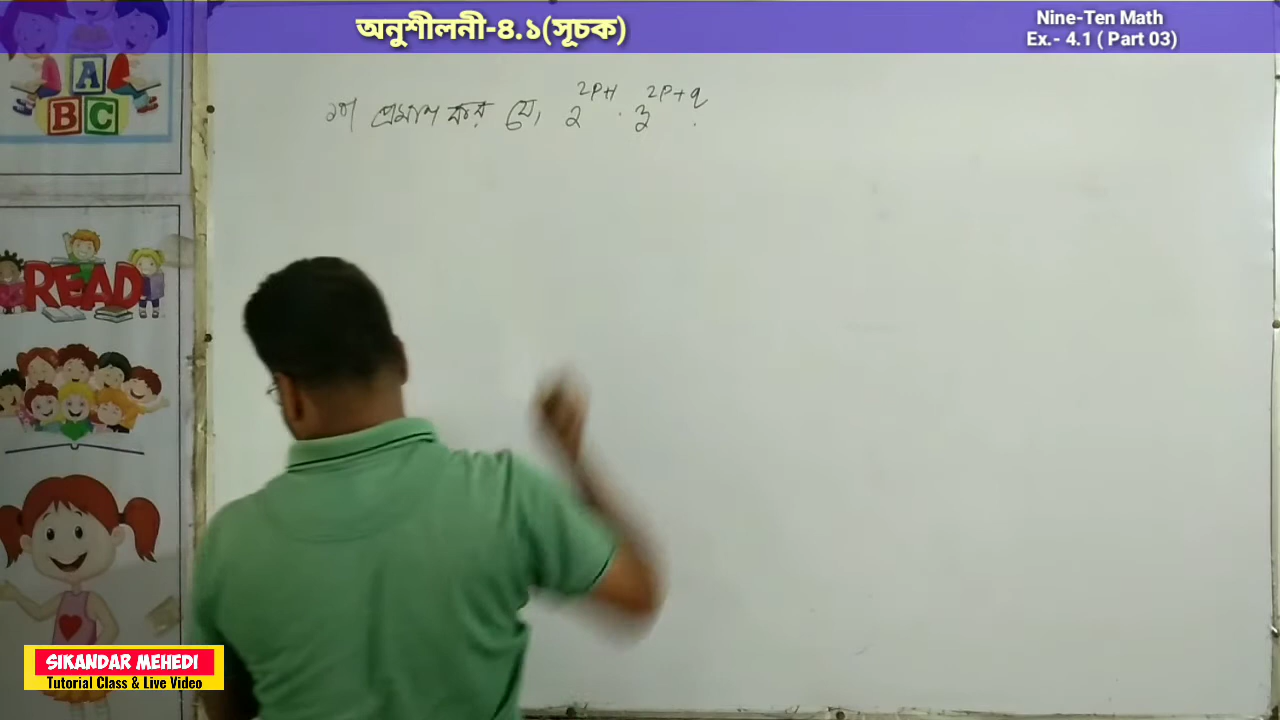 অনুশীলনী-৪.১(সূচক)
Nine-Ten Math
Ex.- 4.1 ( Part 03)
প্রমাণ কর যে, 2^{2P+1} . 3^{2P+q} .
A
B C
READ
SIKANDAR MEHEDI
Tutorial Class & Live Video